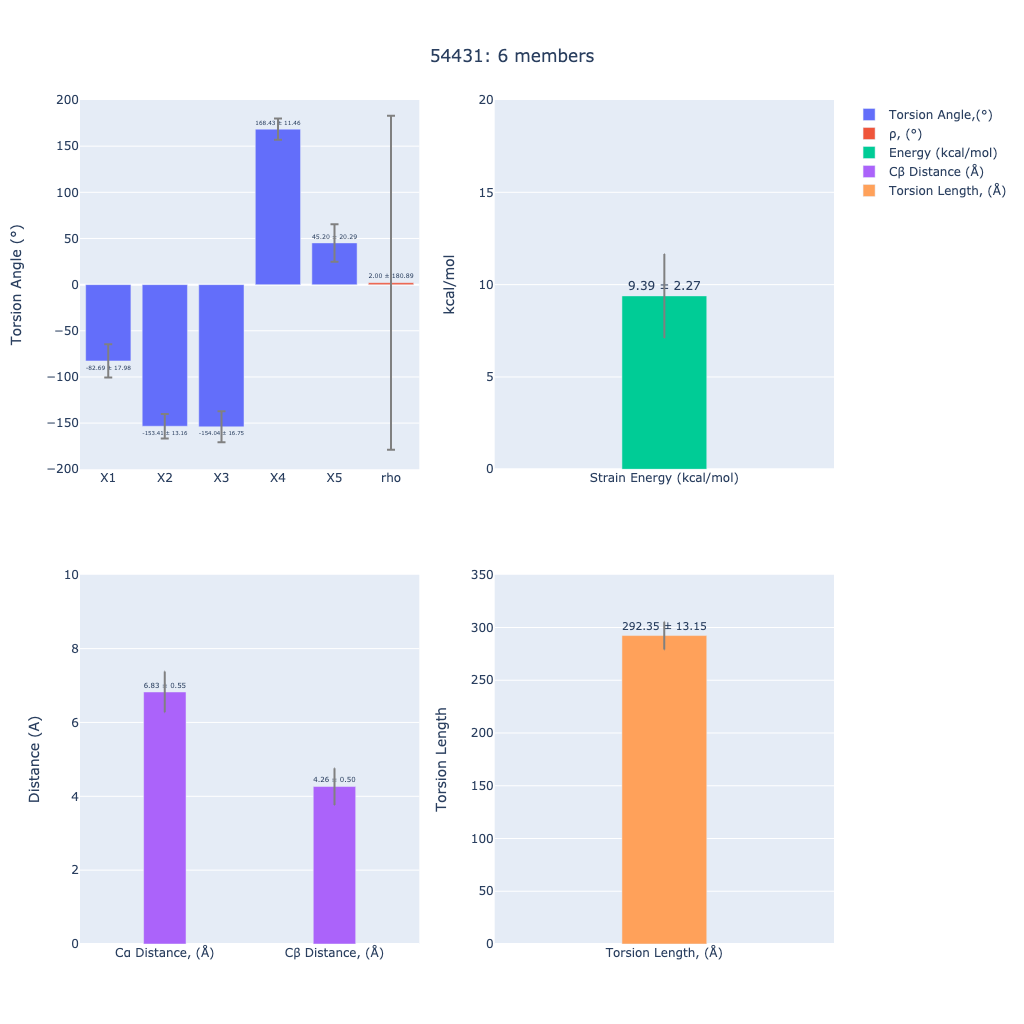 54431: 6 members
Torsion Angle (°)
200
150
100
50
0
−50
−100
−150
−200
-82.69 ± 17.98
-153.41 ± 13.16
-154.04 ± 16.75
168.43 ± 11.46
45.20 ± 20.29
2.00 ± 180.89
X1 X2 X3 X4 X5 rho
kcal/mol
20
15
10
5
0
9.39 ± 2.27
Strain Energy (kcal/mol)
Torsion Angle,(°)
ρ, (°)
Energy (kcal/mol)
Cβ Distance (Å)
Torsion Length, (Å)
Distance (A)
10
8
6
4
2
0
6.83 ± 0.55
4.26 ± 0.50
Cα Distance, (Å) Cβ Distance, (Å)
Torsion Length
350
300
250
200
150
100
50
0
292.35 ± 13.15
Torsion Length, (Å)